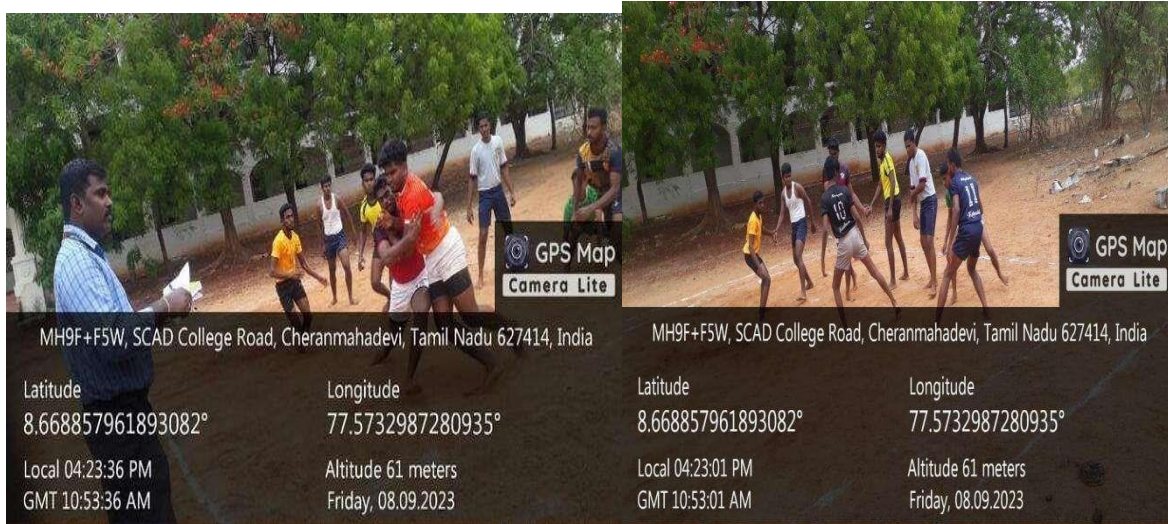 GPS Map
Camera Lite
MH9F+F5W, SCAD College Road, Cheranmahadevi, Tamil Nadu 627414, India
Latitude
8.668857961893082°
Longitude
77.5732987280935°
Local 04:23:36 PM
GMT 10:53:36 AM
Altitude 61 meters
Friday, 08.09.2023
10
11
GPS Map
Camera Lite
MH9F+F5W, SCAD College Road, Cheranmahadevi, Tamil Nadu 627414, India
Latitude
8.668857961893082°
Longitude
77.5732987280935°
Local 04:23:01 PM
GMT 10:53:01 AM
Altitude 61 meters
Friday, 08.09.2023